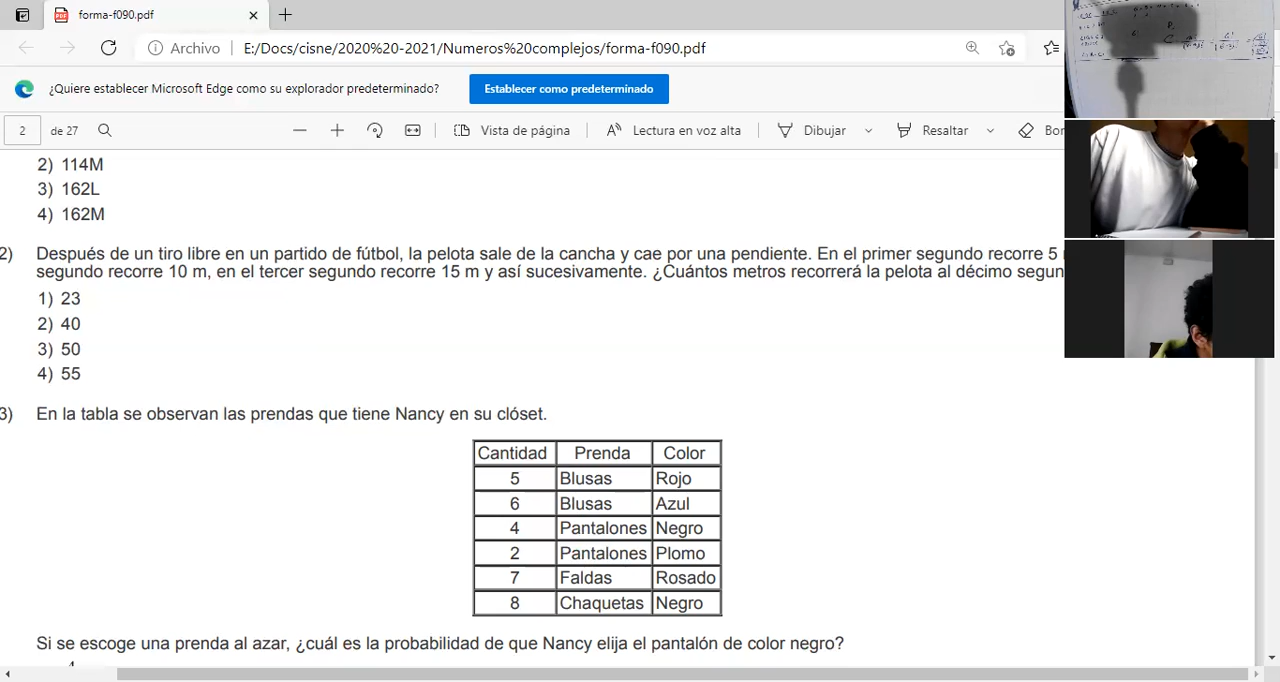 forma-f090.pdf
Archivo E:/Docs/cisne/2020%20-2021/Numeros%20complejos/forma-f090.pdf
¿Quiere establecer Microsoft Edge como su explorador predeterminado? Establecer como predeterminado
2 de 27 Vista de página Lectura en voz alta Dibujar Resaltar Bor
2) 114M
3) 162L
4) 162M
2) Después de un tiro libre en un partido de fútbol, la pelota sale de la cancha y cae por una pendiente. En el primer segundo recorre 5
segundo recorre 10 m, en el tercer segundo recorre 15 m y así sucesivamente. ¿Cuántos metros recorrerá la pelota al décimo segun
1) 23
2) 40
3) 50
4) 55
3) En la tabla se observan las prendas que tiene Nancy en su clóset.
Cantidad Prenda Color
5 Blusas Rojo
6 Blusas Azul
4 Pantalones Negro
2 Pantalones Plomo
7 Faldas Rosado
8 Chaquetas Negro
Si se escoge una prenda al azar, ¿cuál es la probabilidad de que Nancy elija el pantalón de color negro?